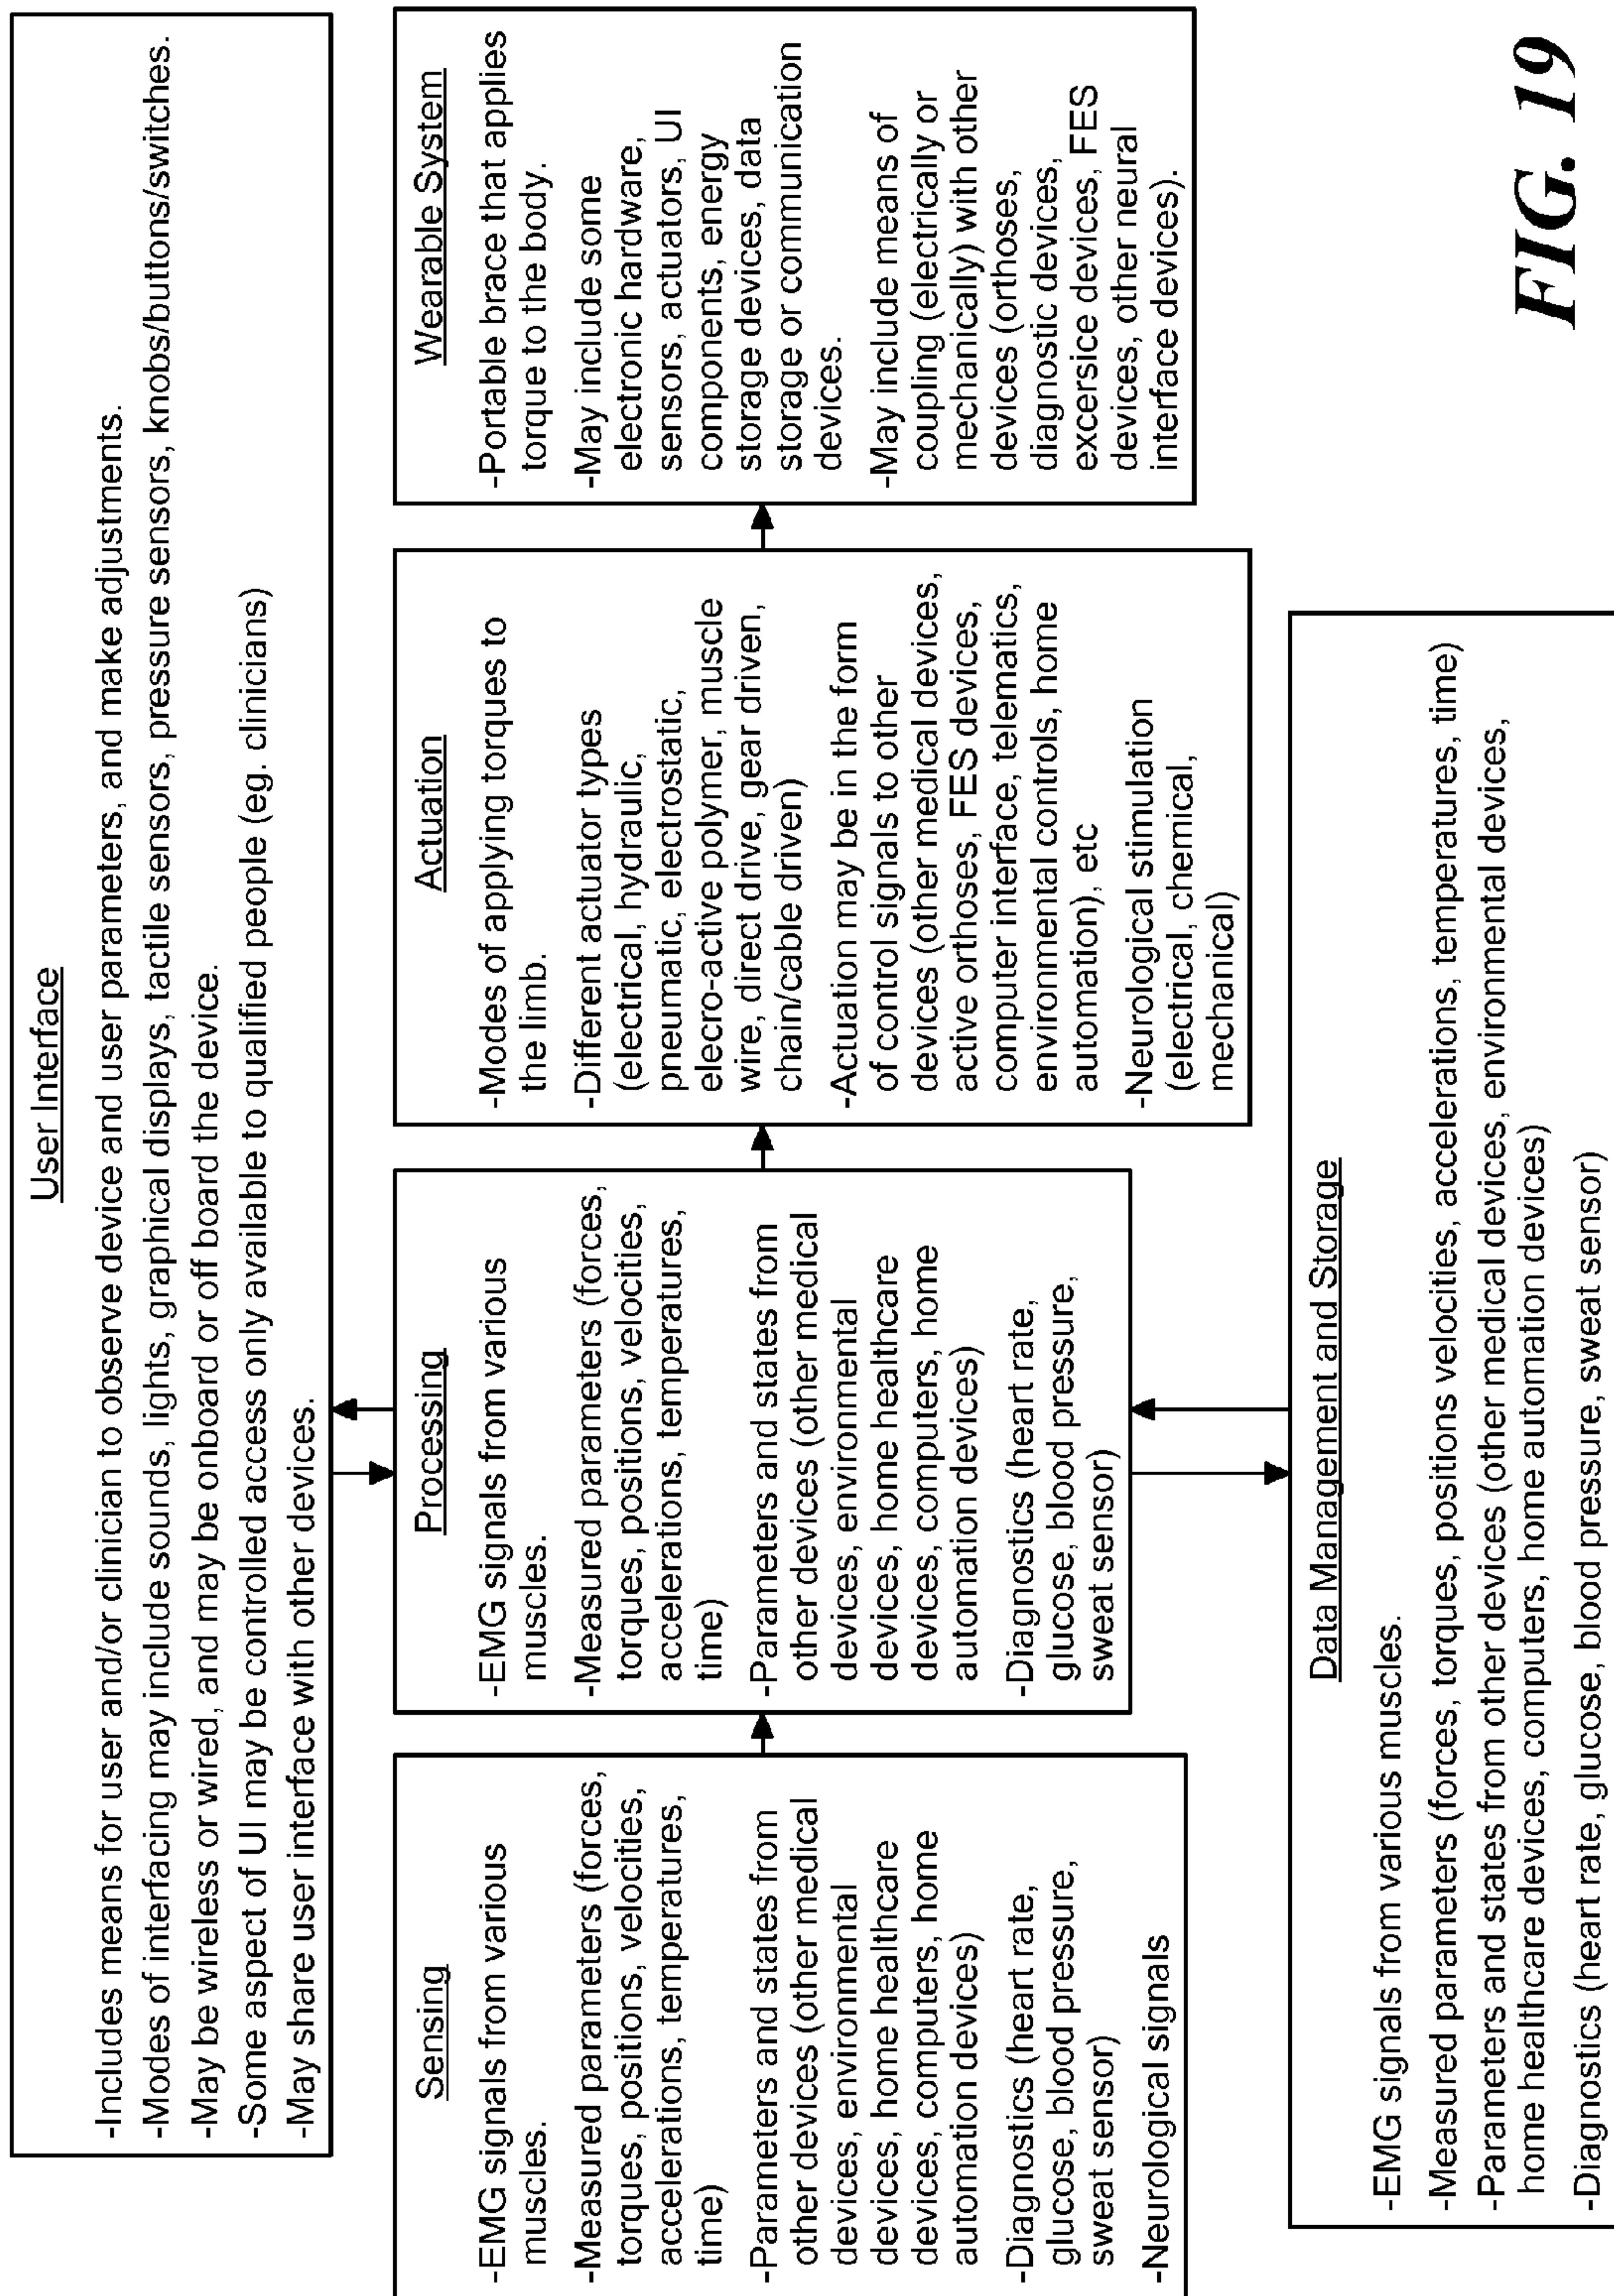 User Interface
-Includes means for user and/or clinician to observe device and user parameters, and make adjustments.
-Modes of interfacing may include sounds, lights, graphical displays, tactile sensors, pressure sensors, knobs/buttons/switches.
-May be wireless or wired, and may be onboard or off board the device.
-Some aspect of UI may be controlled access only available to qualified people (eg. clinicians)
-May share user interface with other devices.
Sensing
-EMG signals from various
muscles.
-Measured parameters (forces,
torques, positions, velocities,
accelerations, temperatures,
time)
-Parameters and states from
other devices (other medical
devices, environmental
devices, home healthcare
devices, computers, home
automation devices)
-Diagnostics (heart rate,
glucose, blood pressure,
sweat sensor)
-Neurological signals
Processing
-EMG signals from various
muscles.
-Measured parameters (forces,
torques, positions, velocities,
accelerations, temperatures,
time)
-Parameters and states from
other devices (other medical
devices, environmental
devices, home healthcare
devices, computers, home
automation devices)
-Diagnostics (heart rate,
glucose, blood pressure,
sweat sensor)
Actuation
-Modes of applying torques to
the limb.
-Different actuator types
(electrical, hydraulic,
pneumatic, electrostatic,
elecro-active polymer, muscle
wire, direct drive, gear driven,
chain/cable driven)
-Actuation may be in the form
of control signals to other
devices (other medical devices,
active orthoses, FES devices,
computer interface, telematics,
environmental controls, home
automation), etc
-Neurological stimulation
(electrical, chemical,
mechanical)
Wearable System
-Portable brace that applies
torque to the body.
-May include some
electronic hardware,
sensors, actuators, UI
components, energy
storage devices, data
storage or communication
devices.
-May include means of
coupling (electrically or
mechanically) with other
devices (orthoses,
diagnostic devices,
excersice devices, FES
devices, other neural
interface devices).
Data Management and Storage
-EMG signals from various muscles.
-Measured parameters (forces, torques, positions velocities, accelerations, temperatures, time)
-Parameters and states from other devices (other medical devices, environmental devices,
home healthcare devices, computers, home automation devices)
-Diagnostics (heart rate, glucose, blood pressure, sweat sensor)
FIG. 19